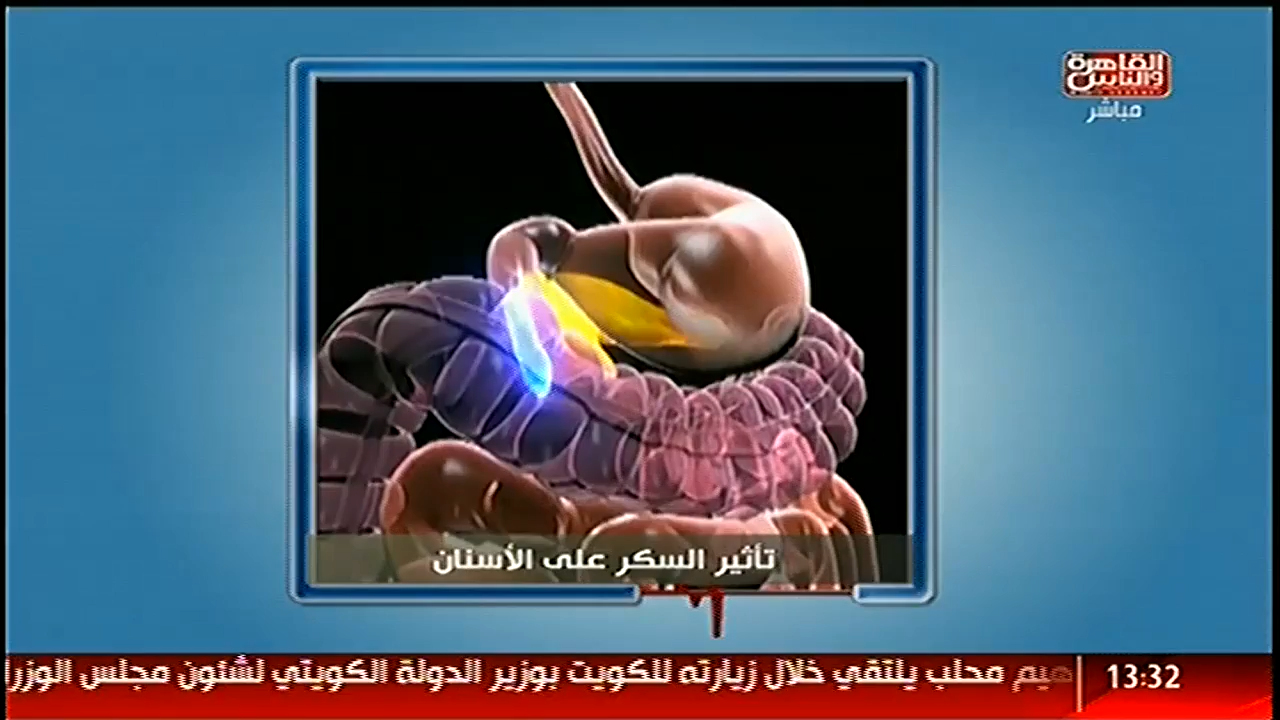 القاهرة
والناس
مباشر
تأثير السكر على الأسنان
هيم محلب يلتقي خلال زيارته للكويت بوزير الدولة الكويتي لشئون مجلس الوزر
13:32